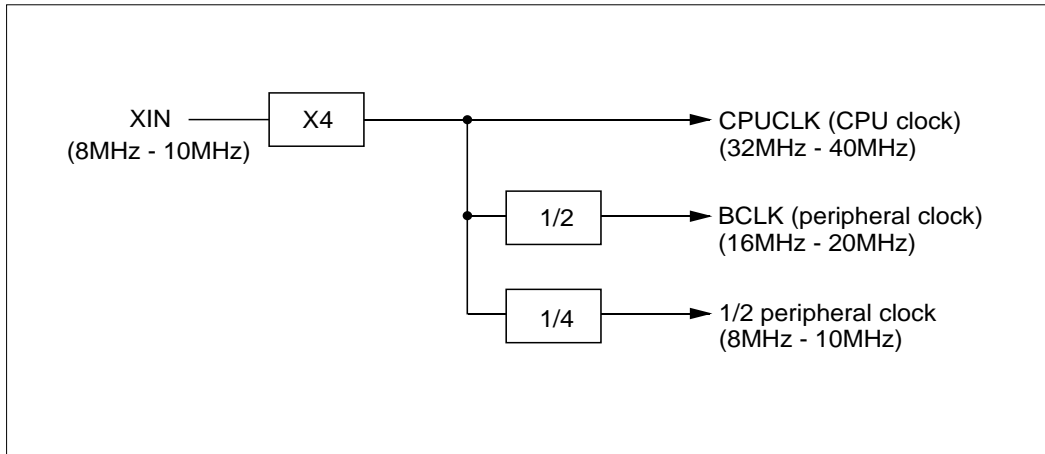 XIN
(8MHz - 10MHz)
X4
CPUCLK (CPU clock)
(32MHz - 40MHz)
1/2
BCLK (peripheral clock)
(16MHz - 20MHz)
1/4
1/2 peripheral clock
(8MHz - 10MHz)